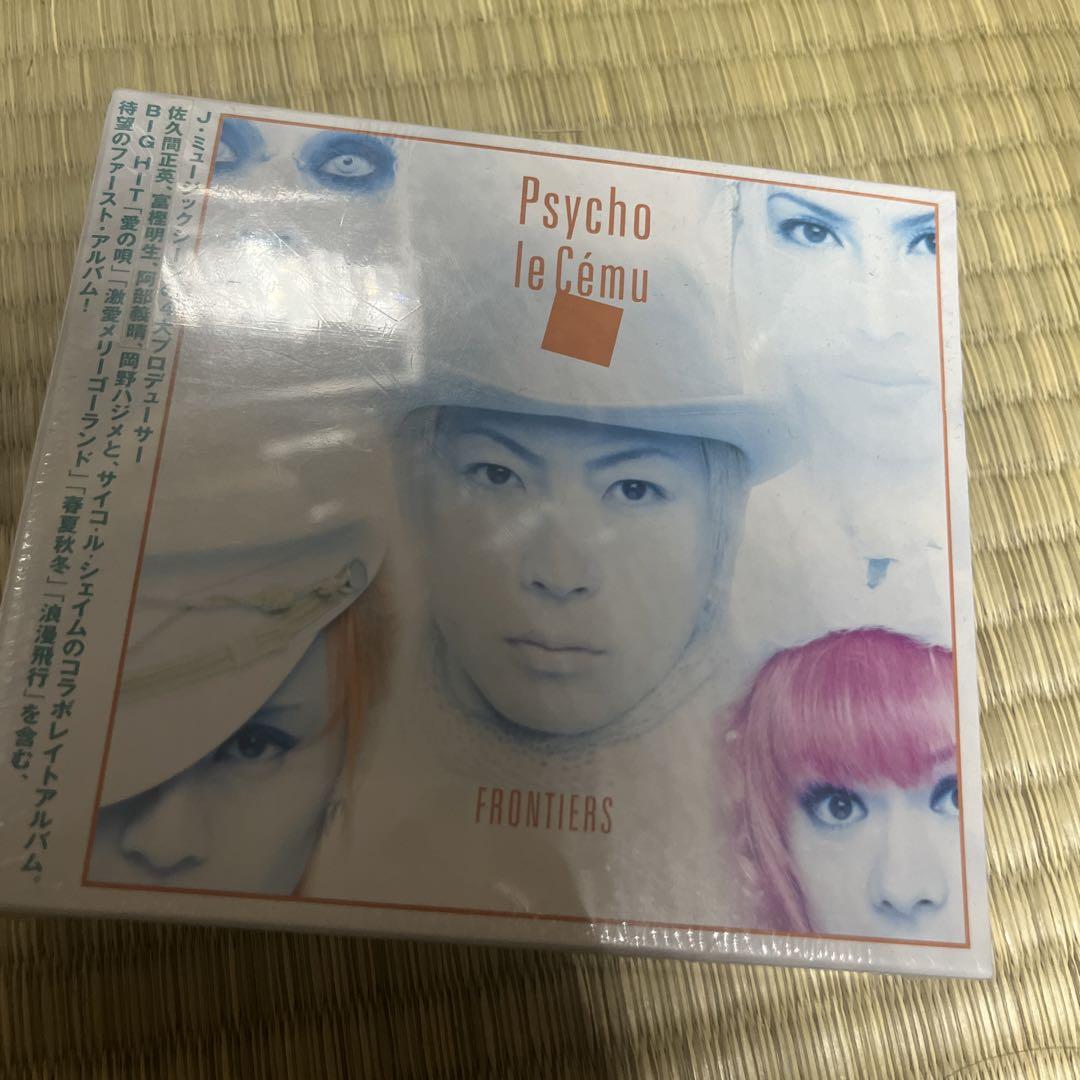 Psycho
le Cému
FRONTIERS
J・ミュージックシー 4大プロデューサー
佐久間正英、富樫明生、阿部義晴、岡野ハジメと、サイコ・ル・シェイムのコラボレイトアルバム。
BIG HIT「愛の唄」「激愛メリーゴーランド」「春夏秋冬」「浪漫飛行」を含む、
待望のファースト・アルバム！